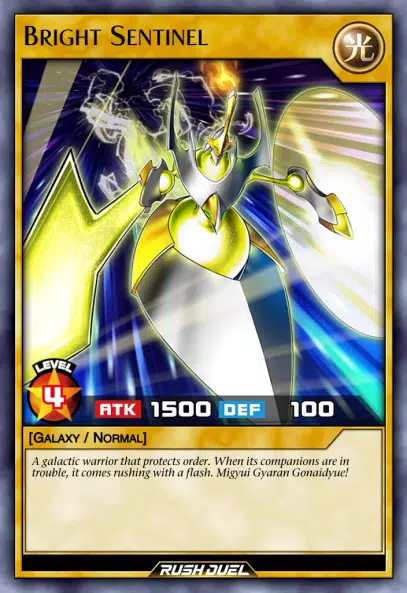 Bright Sentinel
光
LEVEL
4
ATK 1500 DEF 100
[Galaxy / Normal]
A galactic warrior that protects order. When its companions are in
trouble, it comes rushing with a flash. Migyui Gyaran Gonaidyue!
RUSH DUEL